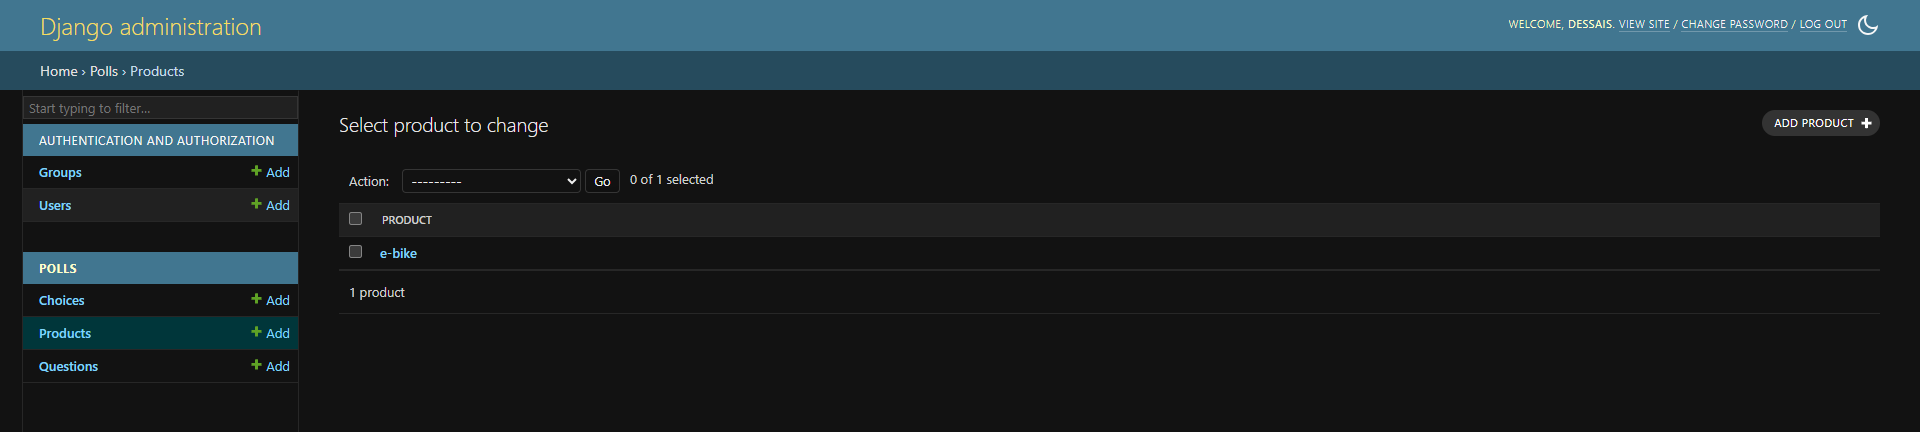 Django administration
WELCOME, DESSAIS. VIEW SITE / CHANGE PASSWORD / LOG OUT
Home › Polls › Products
Start typing to filter...
AUTHENTICATION AND AUTHORIZATION
Groups + Add
Users + Add
POLLS
Choices + Add
Products + Add
Questions + Add
Select product to change
ADD PRODUCT +
Action: --------- Go 0 of 1 selected
PRODUCT
e-bike
1 product